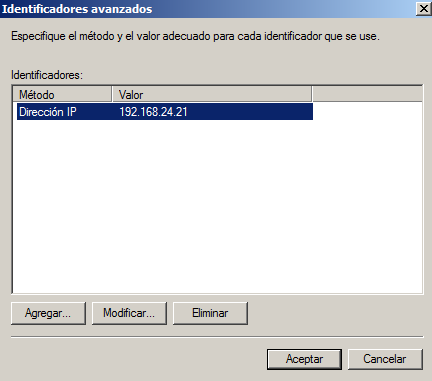 Identificadores avanzados
Especifique el método y el valor adecuado para cada identificador que se use.
Identificadores:
Método Valor
Dirección IP 192.168.24.21
Agregar... Modificar... Eliminar
Aceptar Cancelar